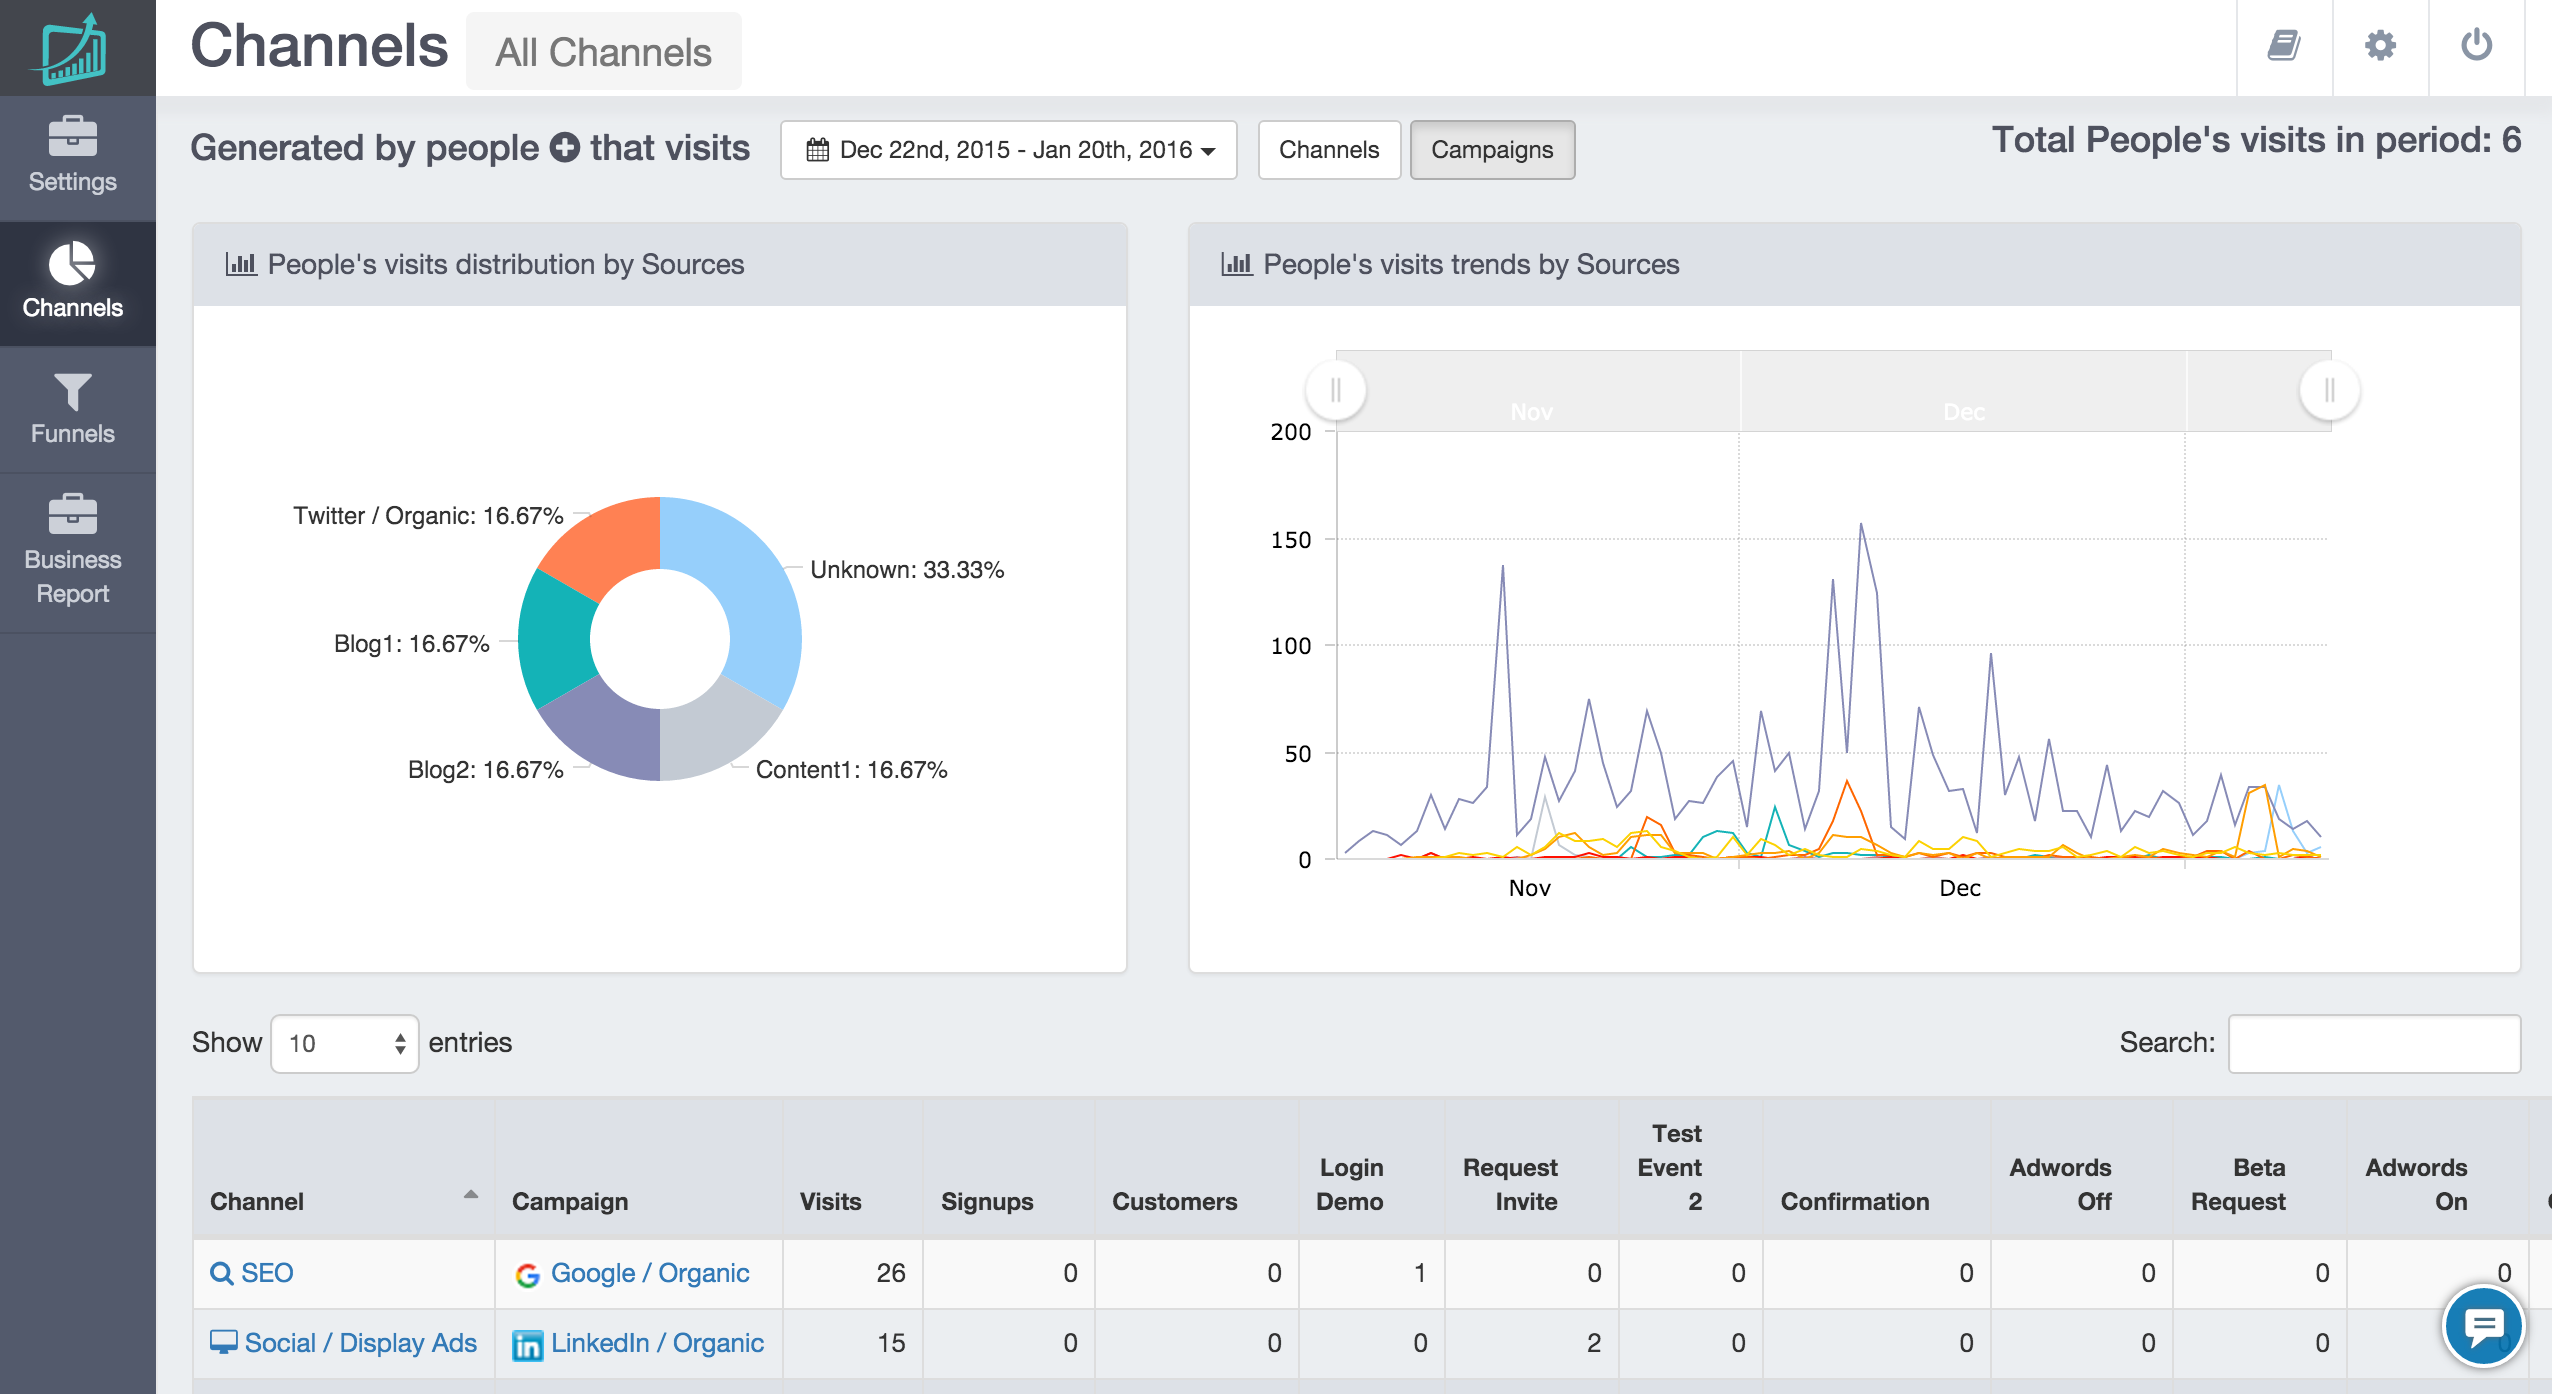 Channels All Channels
Settings
Channels
Funnels
Business
Report
Generated by people that visits
Dec 22nd, 2015 - Jan 20th, 2016
Channels
Campaigns
Total People's visits in period: 6
People's visits distribution by Sources
Twitter / Organic: 16.67%
Unknown: 33.33%
Blog1: 16.67%
Blog2: 16.67%
Content1: 16.67%
People's visits trends by Sources
Nov Dec
200
150
100
50
0
Nov Dec
Show 10 entries
Search:
Channel Campaign Visits Signups Customers Login Demo Request Invite Test Event 2 Confirmation Adwords Off Beta Request Adwords On
SEO Google / Organic 26 0 0 1 0 0 0 0 0 0
Social / Display Ads in LinkedIn / Organic 15 0 0 0 2 0 0 0 0 0